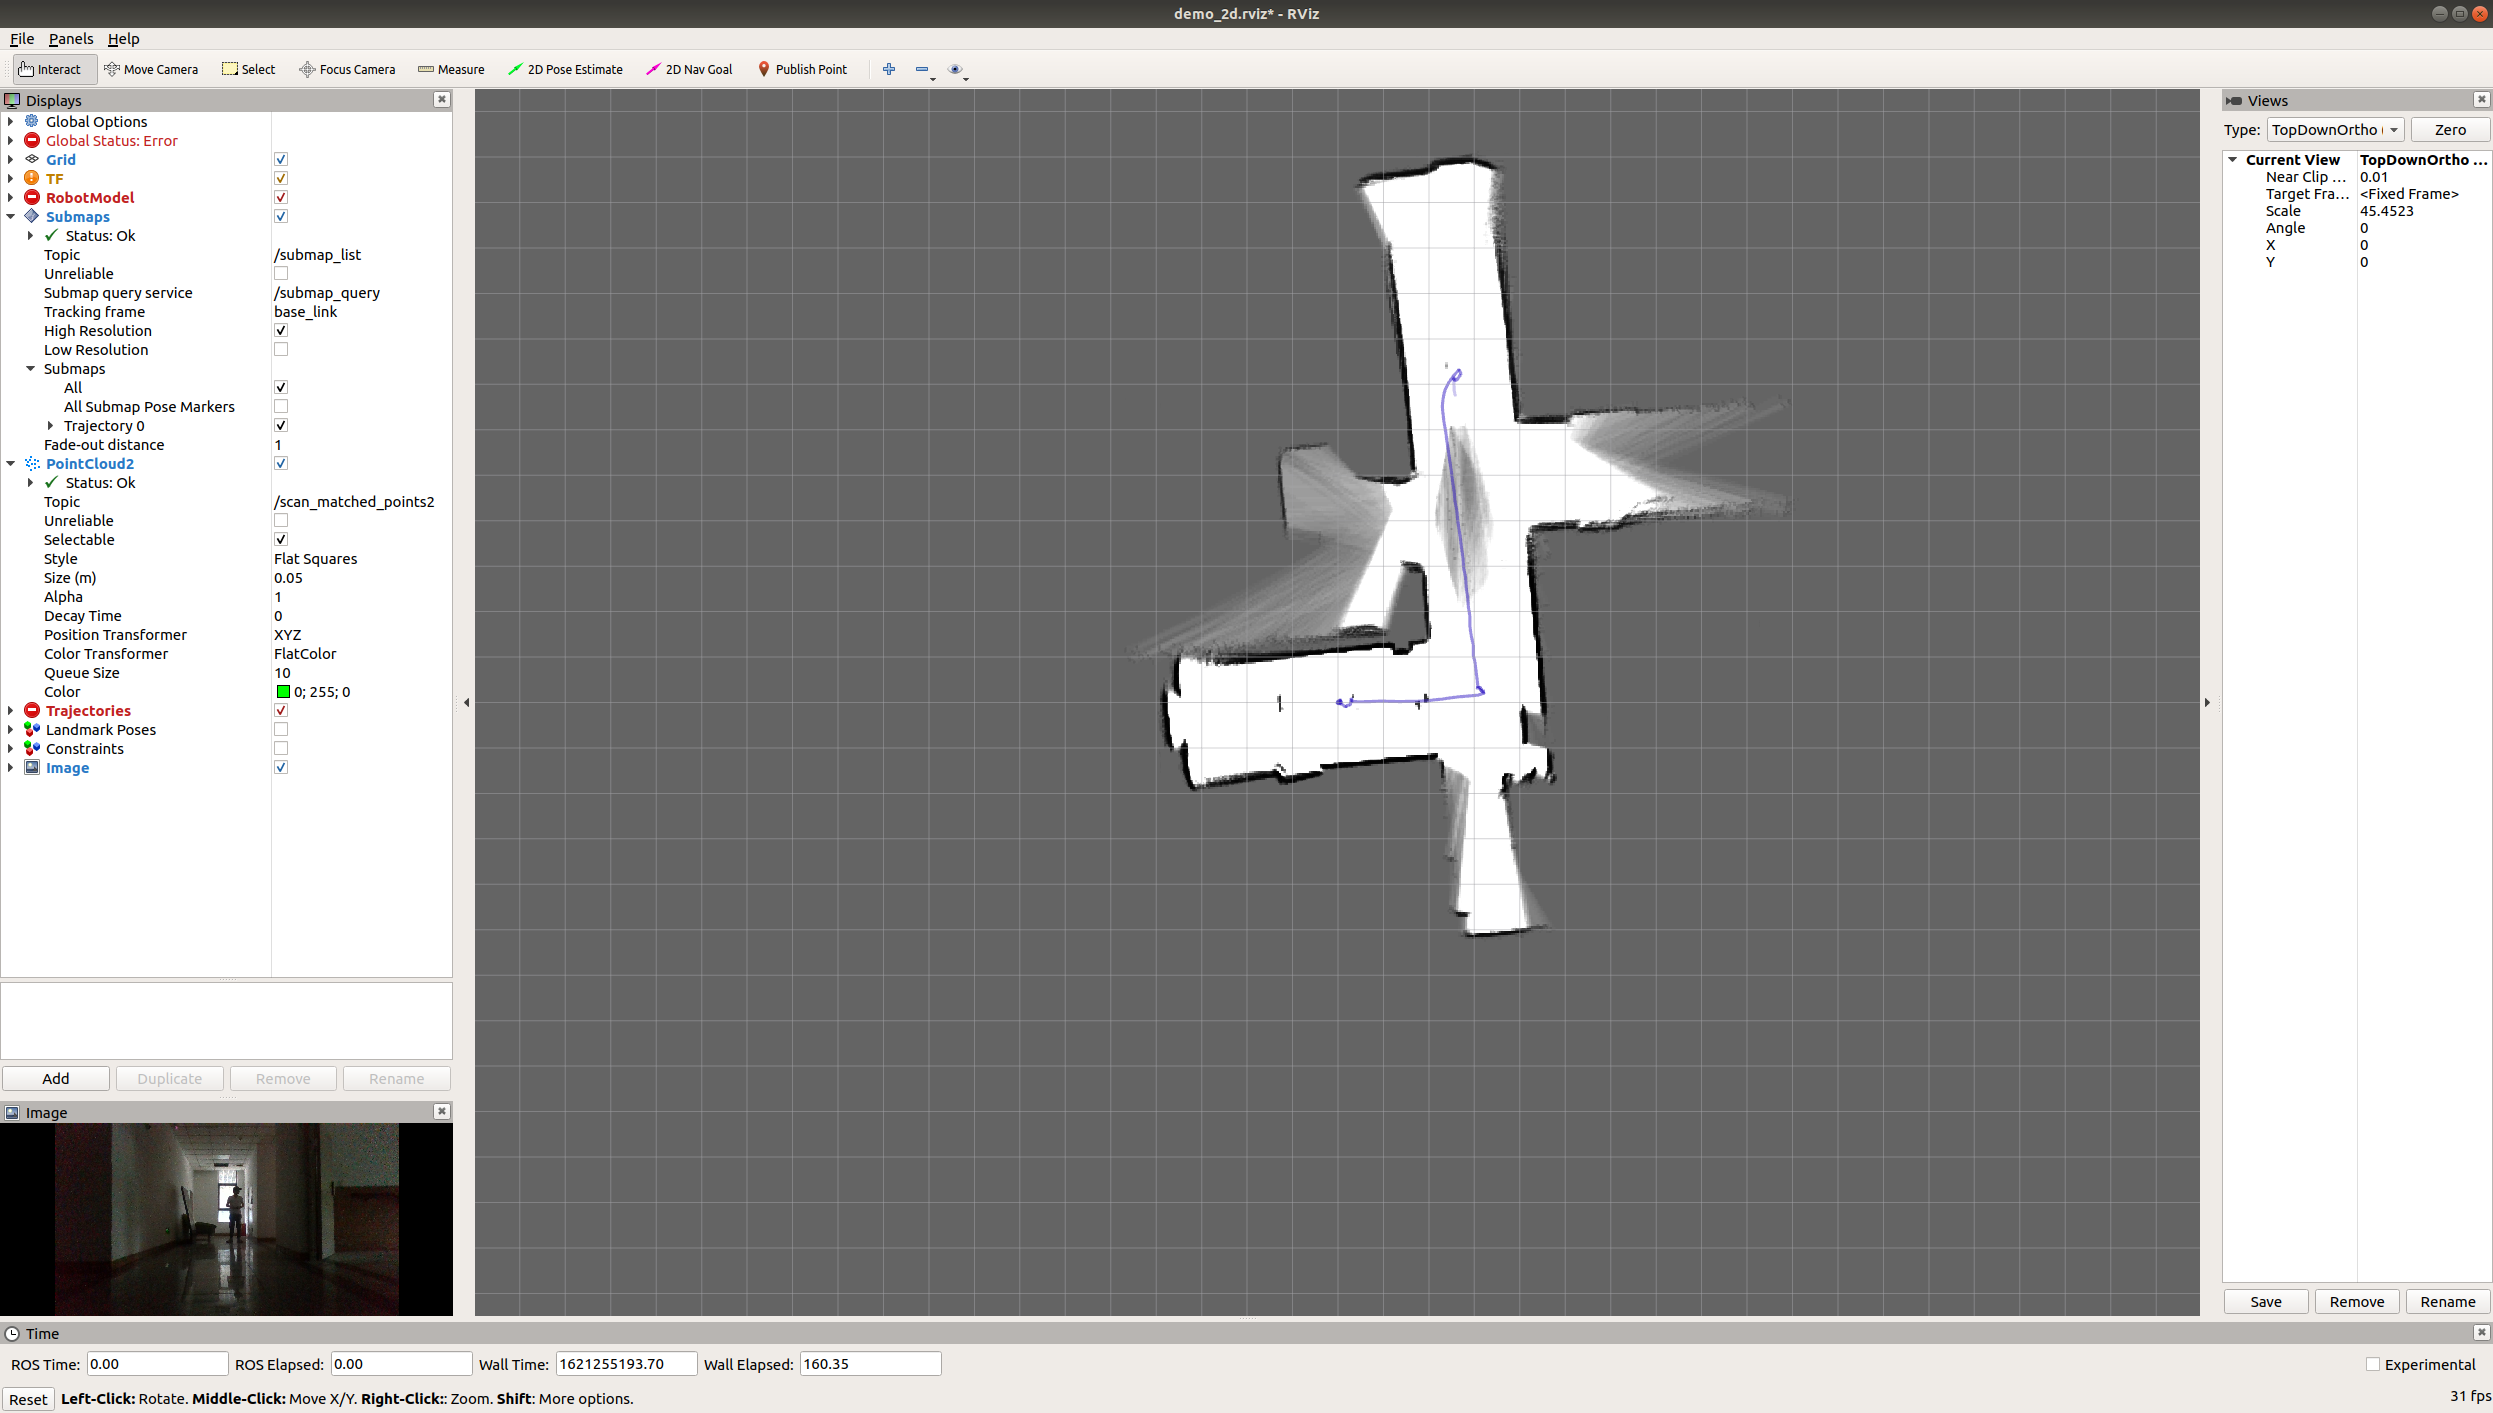 demo_2d.rviz* - RViz
File Panels Help
Interact Move Camera Select Focus Camera Measure 2D Pose Estimate 2D Nav Goal Publish Point
Displays
Global Options
Global Status: Error
Grid
TF
RobotModel
Submaps
Status: Ok
Topic /submap_list
Unreliable
Submap query service /submap_query
Tracking frame base_link
High Resolution
Low Resolution
Submaps
All
All Submap Pose Markers
Trajectory 0
Fade-out distance 1
PointCloud2
Status: Ok
Topic /scan_matched_points2
Unreliable
Selectable
Style Flat Squares
Size (m) 0.05
Alpha 1
Decay Time 0
Position Transformer XYZ
Color Transformer FlatColor
Queue Size 10
Color 0; 255; 0
Trajectories
Landmark Poses
Constraints
Image
Add Duplicate Remove Rename
Image
Views
Type: TopDownOrtho ( Zero
Current View TopDownOrtho ...
Near Clip ... 0.01
Target Fra... <Fixed Frame>
Scale 45.4523
Angle 0
X 0
Y 0
Save Remove Rename
Time
ROS Time: 0.00 ROS Elapsed: 0.00 Wall Time: 1621255193.70 Wall Elapsed: 160.35 Experimental
Reset Left-Click: Rotate. Middle-Click: Move X/Y. Right-Click:: Zoom. Shift: More options. 31 fps